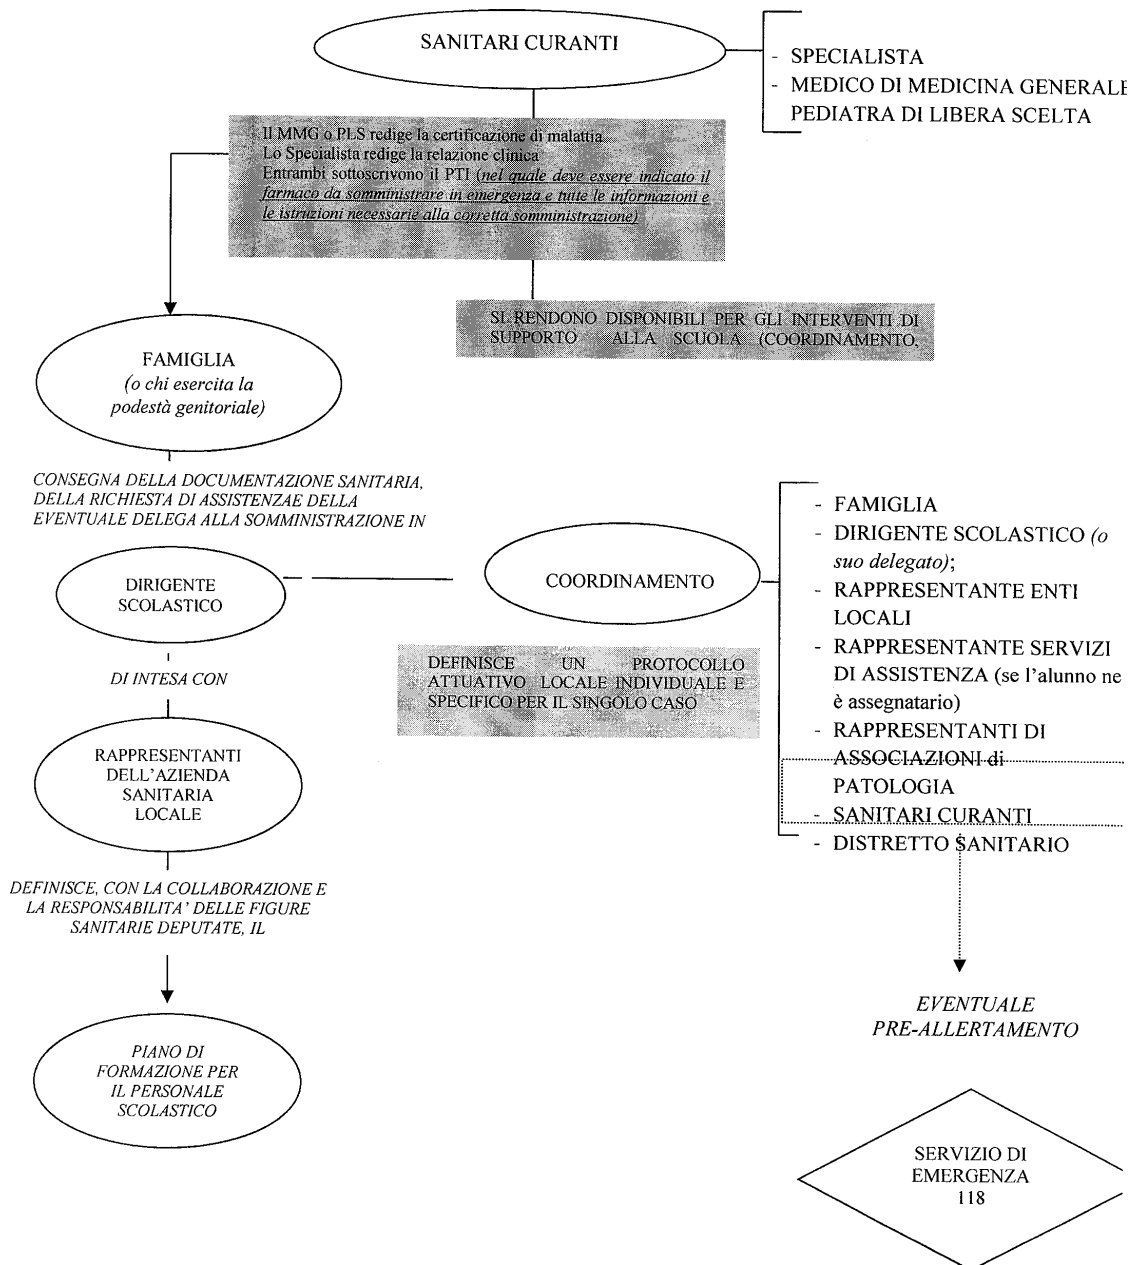 SANITARI CURANTI
- SPECIALISTA
- MEDICO DI MEDICINA GENERALE
PEDIATRA DI LIBERA SCELTA
Il MMG o PLS redige la certificazione di malattia
Lo Specialista redige la relazione clinica
Entrambi sottoscrivono il PTI (nel quale deve essere indicato il
farmaco da somministrare in emergenza e tutte le informazioni e
le istruzioni necessarie alla corretta somministrazione)
SI RENDONO DISPONIBILI PER GLI INTERVENTI DI
SUPPORTO ALLA SCUOLA (COORDINAMENTO,
FAMIGLIA
(o chi esercita la
podestà genitoriale)
CONSEGNA DELLA DOCUMENTAZIONE SANITARIA,
DELLA RICHIESTA DI ASSISTENZAE DELLA
EVENTUALE DELEGA ALLA SOMMINISTRAZIONE IN
DIRIGENTE
SCOLASTICO
COORDINAMENTO
- FAMIGLIA
- DIRIGENTE SCOLASTICO (o
suo delegato);
- RAPPRESENTANTE ENTI
LOCALI
- RAPPRESENTANTE SERVIZI
DI ASSISTENZA (se l'alunno ne
è assegnatario)
- RAPPRESENTANTI DI
ASSOCIAZIONI di
PATOLOGIA
- SANITARI CURANTI
- DISTRETTO SANITARIO
DEFINISCE UN PROTOCOLLO
ATTUATIVO LOCALE INDIVIDUALE E
SPECIFICO PER IL SINGOLO CASO
DI INTESA CON
RAPPRESENTANTI
DELL'AZIENDA
SANITARIA
LOCALE
DEFINISCE, CON LA COLLABORAZIONE E
LA RESPONSABILITA' DELLE FIGURE
SANITARIE DEPUTATE, IL
PIANO DI
FORMAZIONE PER
IL PERSONALE
SCOLASTICO
EVENTUALE
PRE-ALLERTAMENTO
SERVIZIO DI
EMERGENZA
118